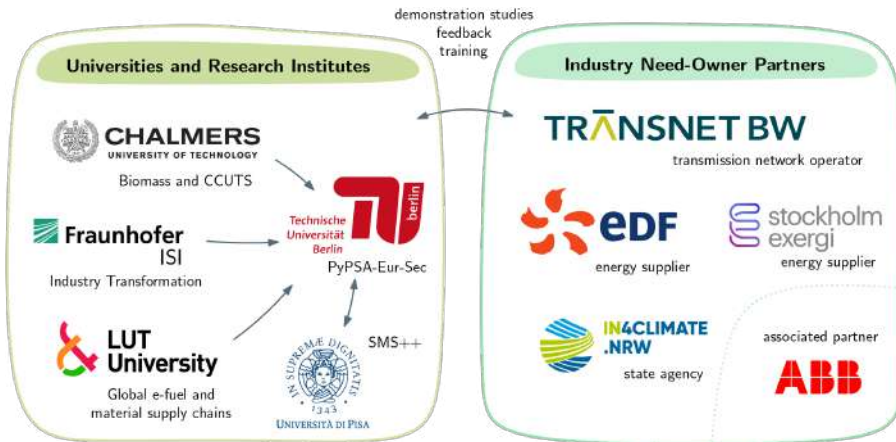 demonstration studies
feedback
training
Universities and Research Institutes
CHALMERS
UNIVERSITY OF TECHNOLOGY
Biomass and CCUTS
Fraunhofer
ISI
Industry Transformation
LUT
University
Global e-fuel and
material supply chains
Technische
Universität
Berlin
berlin
PyPSA-Eur-Sec
SMS++
IN SUPREMÆ DIGNITATIS
1343
UNIVERSITÀ DI PISA
Industry Need-Owner Partners
TRANSNET BW
transmission network operator
eDF
energy supplier
stockholm
exergi
energy supplier
IN4CLIMATE
.NRW
state agency
associated partner
ABB